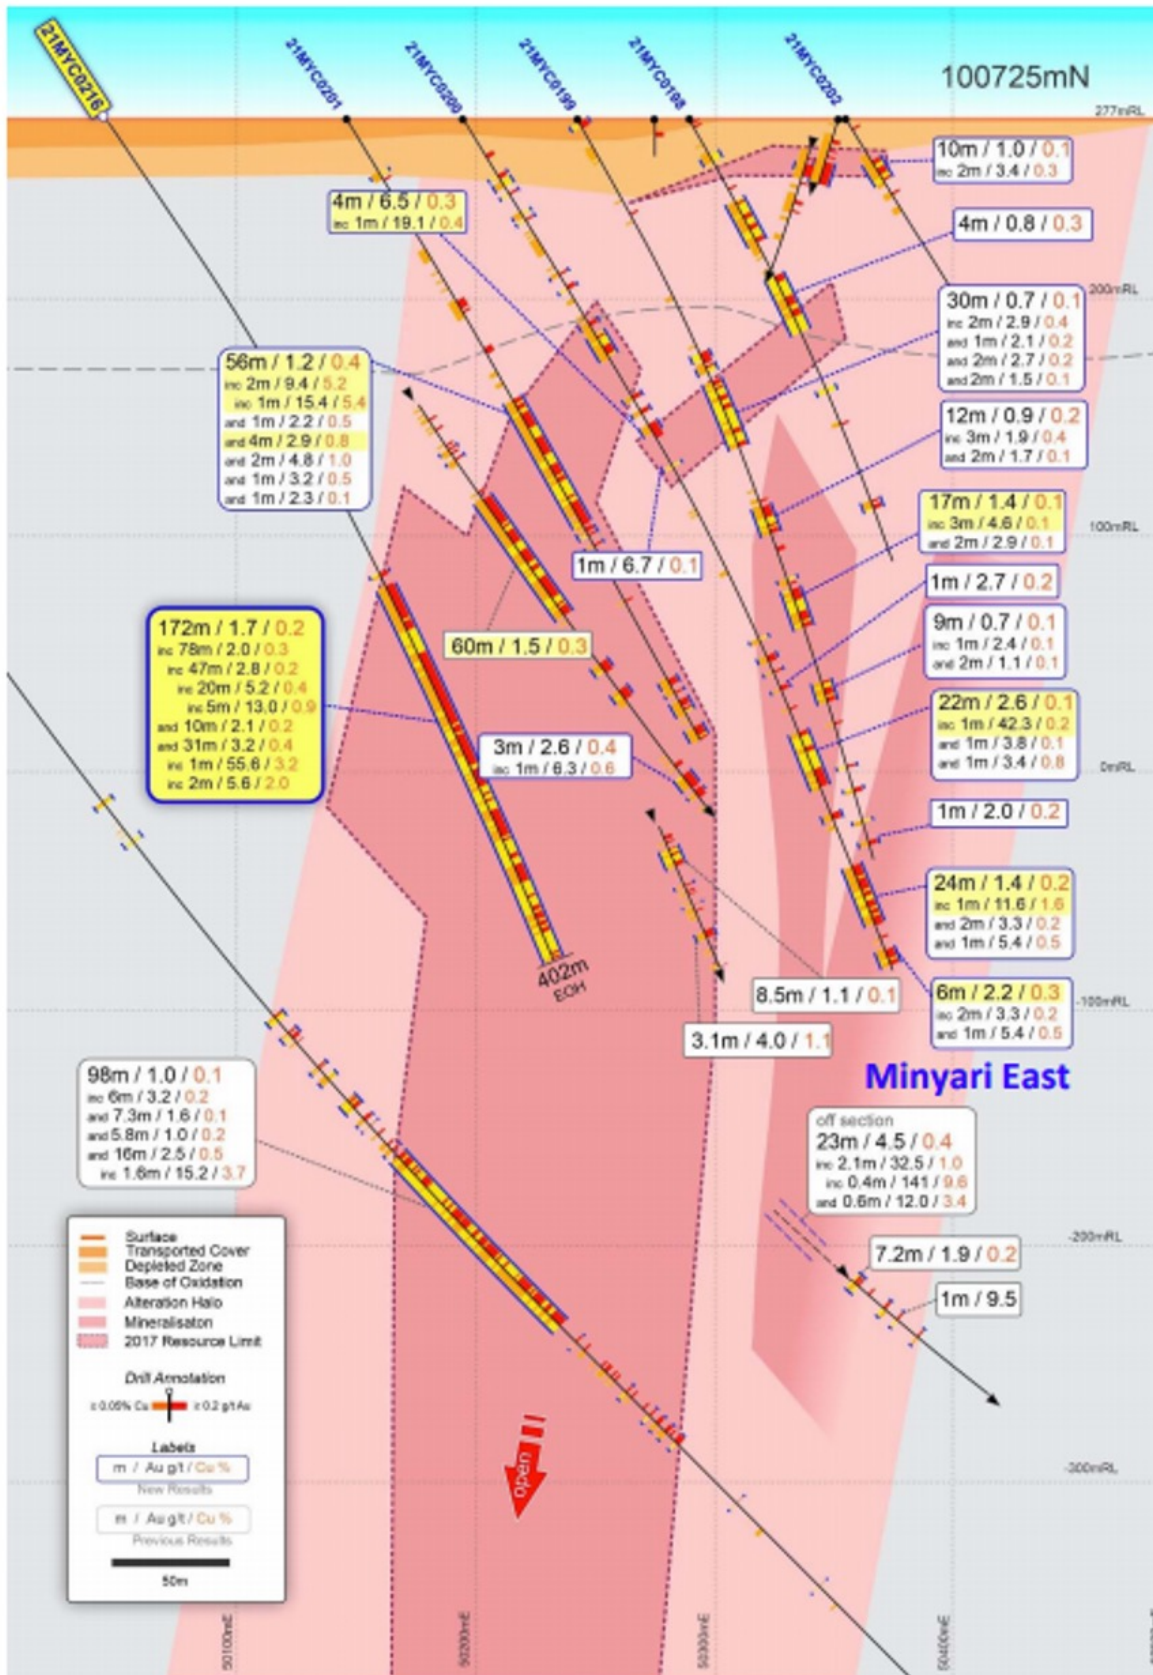 21MYC0216
21MYC0201
21MYC0200
21MYC0199
21MYC0198
21MYC0202
100725mN
277mRL
10m / 1.0 / 0.1
inc 2m / 3.4 / 0.3
4m / 6.5 / 0.3
inc 1m / 19.1 / 0.4
4m / 0.8 / 0.3
200mRL
30m / 0.7 / 0.1
inc 2m / 2.9 / 0.4
and 1m / 2.1 / 0.2
and 2m / 2.7 / 0.2
and 2m / 1.5 / 0.1
56m / 1.2 / 0.4
inc 2m / 9.4 / 5.2
inc 1m / 15.4 / 5.4
and 1m / 2.2 / 0.5
and 4m / 2.9 / 0.8
and 2m / 4.8 / 1.0
and 1m / 3.2 / 0.5
and 1m / 2.3 / 0.1
12m / 0.9 / 0.2
inc 3m / 1.9 / 0.4
and 2m / 1.7 / 0.1
17m / 1.4 / 0.1
inc 3m / 4.6 / 0.1
and 2m / 2.9 / 0.1
100mRL
1m / 6.7 / 0.1
1m / 2.7 / 0.2
9m / 0.7 / 0.1
inc 1m / 2.4 / 0.1
and 2m / 1.1 / 0.1
172m / 1.7 / 0.2
inc 78m / 2.0 / 0.3
inc 47m / 2.8 / 0.2
inc 20m / 5.2 / 0.4
inc 5m / 13.0 / 0.9
and 10m / 2.1 / 0.2
and 31m / 3.2 / 0.4
inc 1m / 55.6 / 3.2
inc 2m / 5.6 / 2.0
60m / 1.5 / 0.3
22m / 2.6 / 0.1
inc 1m / 42.3 / 0.2
and 1m / 3.8 / 0.1
and 1m / 3.4 / 0.8
3m / 2.6 / 0.4
inc 1m / 6.3 / 0.6
0mRL
1m / 2.0 / 0.2
24m / 1.4 / 0.2
inc 1m / 11.6 / 1.6
and 2m / 3.3 / 0.2
and 1m / 5.4 / 0.5
402m
EOH
8.5m / 1.1 / 0.1
6m / 2.2 / 0.3
inc 2m / 3.3 / 0.2
and 1m / 5.4 / 0.5
-100mRL
3.1m / 4.0 / 1.1
Minyari East
98m / 1.0 / 0.1
inc 6m / 3.2 / 0.2
and 7.3m / 1.6 / 0.1
and 5.8m / 1.0 / 0.2
and 16m / 2.5 / 0.5
inc 1.6m / 15.2 / 3.7
off section
23m / 4.5 / 0.4
inc 2.1m / 32.5 / 1.0
inc 0.4m / 141 / 9.6
and 0.6m / 12.0 / 3.4
-200mRL
7.2m / 1.9 / 0.2
1m / 9.5
Surface
Transported Cover
Depleted Zone
Base of Oxidation
Alteration Halo
Mineralisaton
2017 Resource Limit
Drill Annotation
≥ 0.05% Cu
≥ 0.2 g/t Au
Labels
m / Au g/t / Cu %
New Results
m / Au g/t / Cu %
Previous Results
50m
open
-300mRL
50100mE
50200mE
50300mE
50400mE